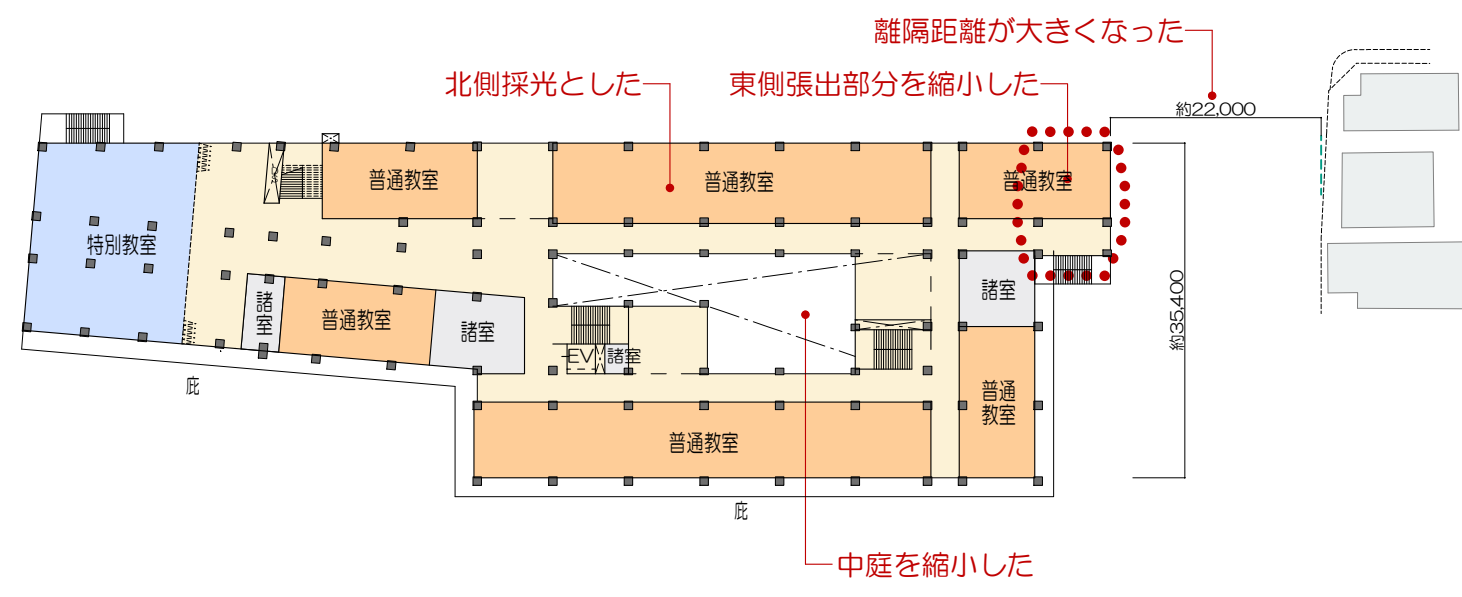 離隔距離が大きくなった
北側採光とした
東側張出部分を縮小した
約22,000
普通教室
普通教室
普通教室
特別教室
諸室
諸室
普通教室
諸室
約35,400
EV
諸室
庇
普通
教室
普通教室
庇
中庭を縮小した